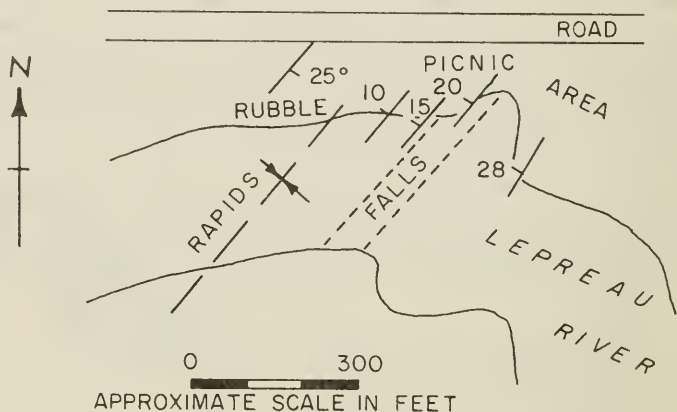 ROAD
N
25°
PICNIC
AREA
10
15
20
RUBBLE
28
RAPIDS
FALLS
LEPREAU
RIVER
0 300
APPROXIMATE SCALE IN FEET